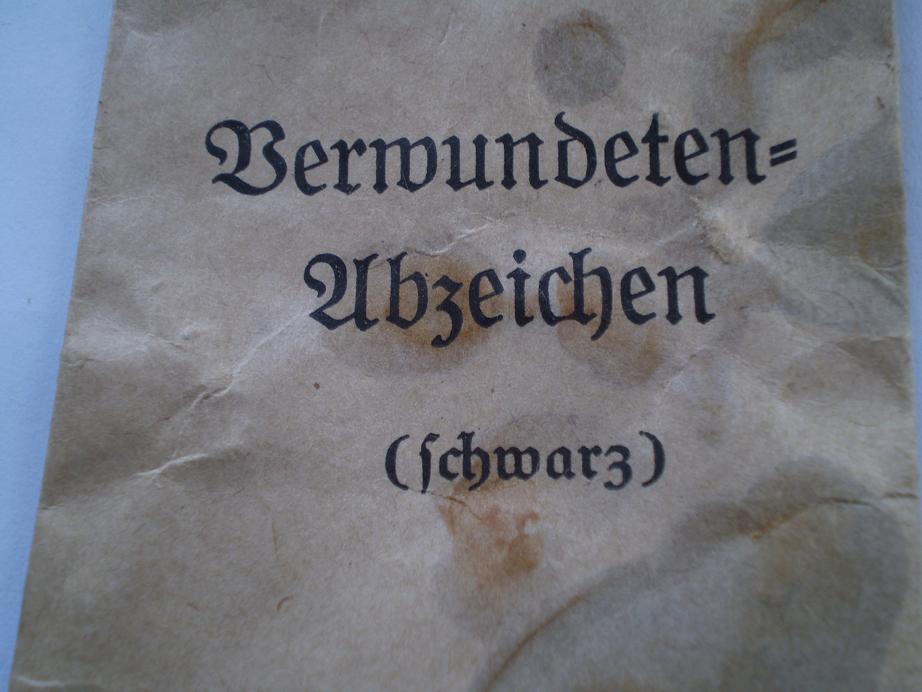 Verwundeten=
Abzeichen
(ſchwarz)